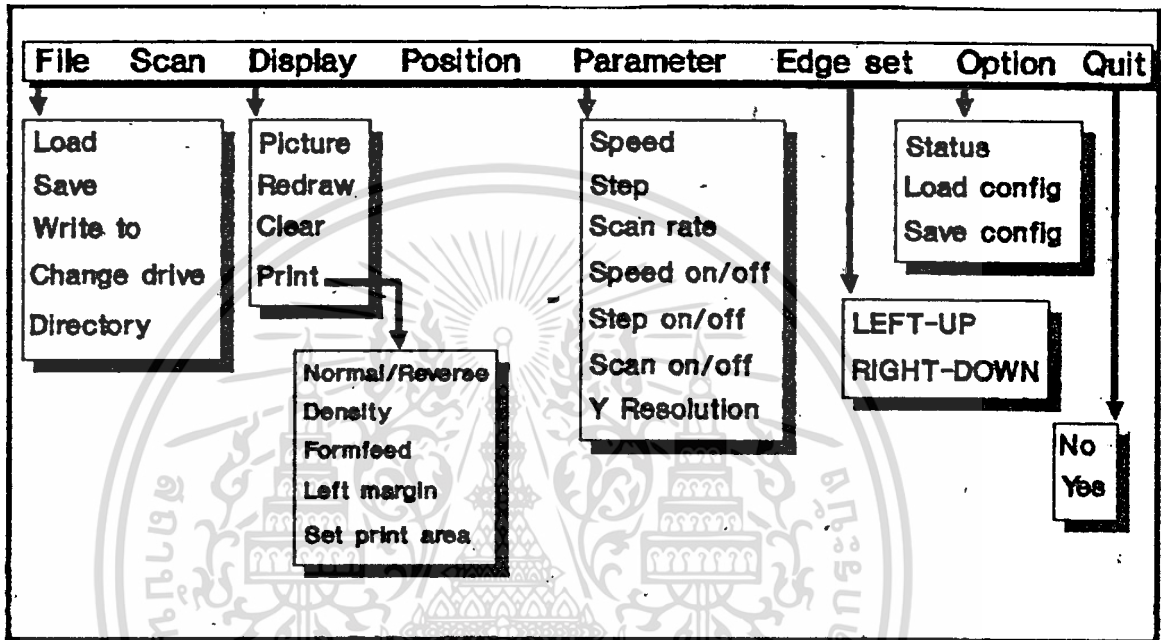 File Scan Display Position Parameter Edge set Option Quit
Load
Save
Write to
Change drive
Directory
Picture
Redraw
Clear
Print
Normal/Reverse
Density
Formfeed
Left margin
Set print area
Speed
Step
Scan rate
Speed on/off
Step on/off
Scan on/off
Y Resolution
LEFT-UP
RIGHT-DOWN
Status
Load config
Save config
No
Yes